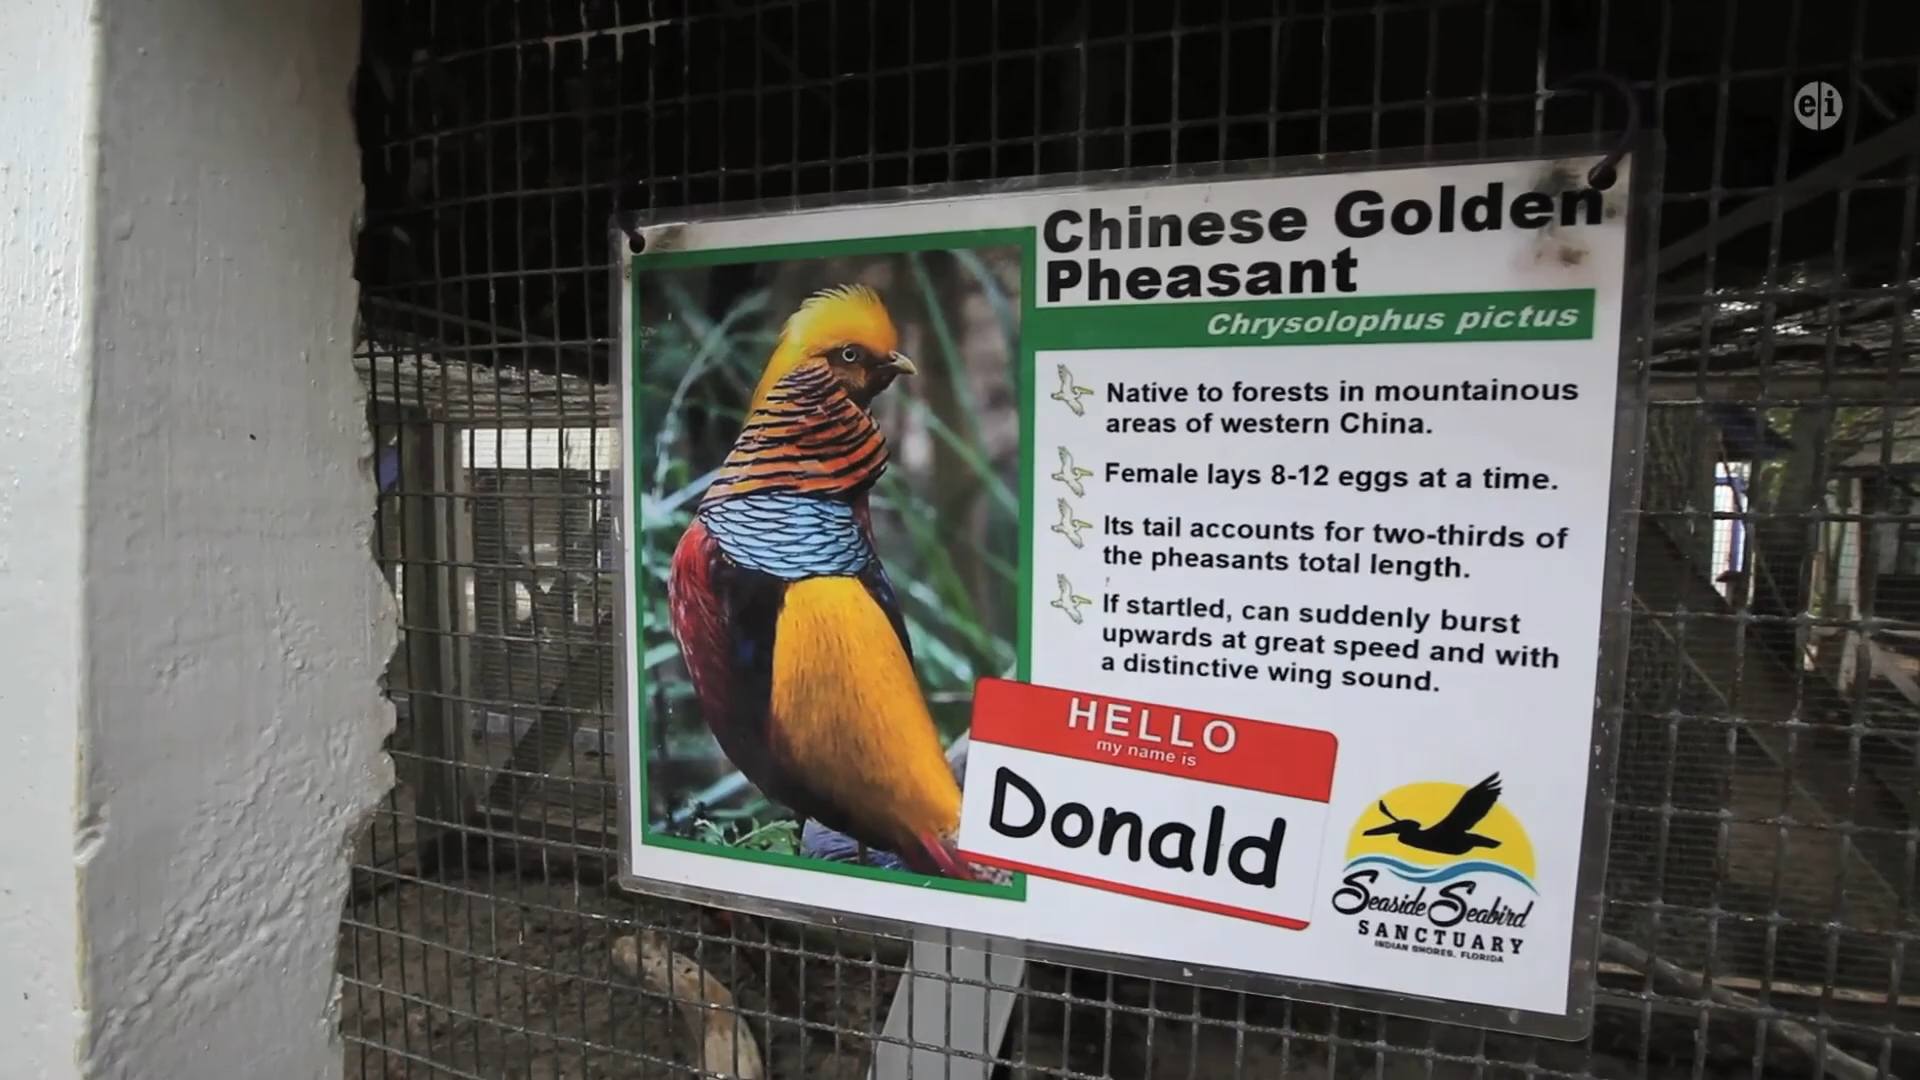 ei
Chinese Golden
Pheasant
Chrysolophus pictus
Native to forests in mountainous
areas of western China.
Female lays 8-12 eggs at a time.
Its tail accounts for two-thirds of
the pheasants total length.
If startled, can suddenly burst
upwards at great speed and with
a distinctive wing sound.
HELLO
my name is
Donald
Seaside Seabird
SANCTUARY
INDIAN SHORES, FLORIDA